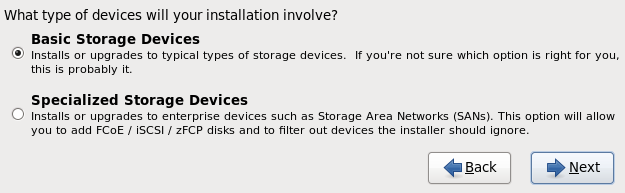 What type of devices will your installation involve?
Basic Storage Devices
Installs or upgrades to typical types of storage devices.  If you're not sure which option is right for you,
this is probably it.
Specialized Storage Devices
Installs or upgrades to enterprise devices such as Storage Area Networks (SANs). This option will allow
you to add FCoE / iSCSI / zFCP disks and to filter out devices the installer should ignore.
Back Next